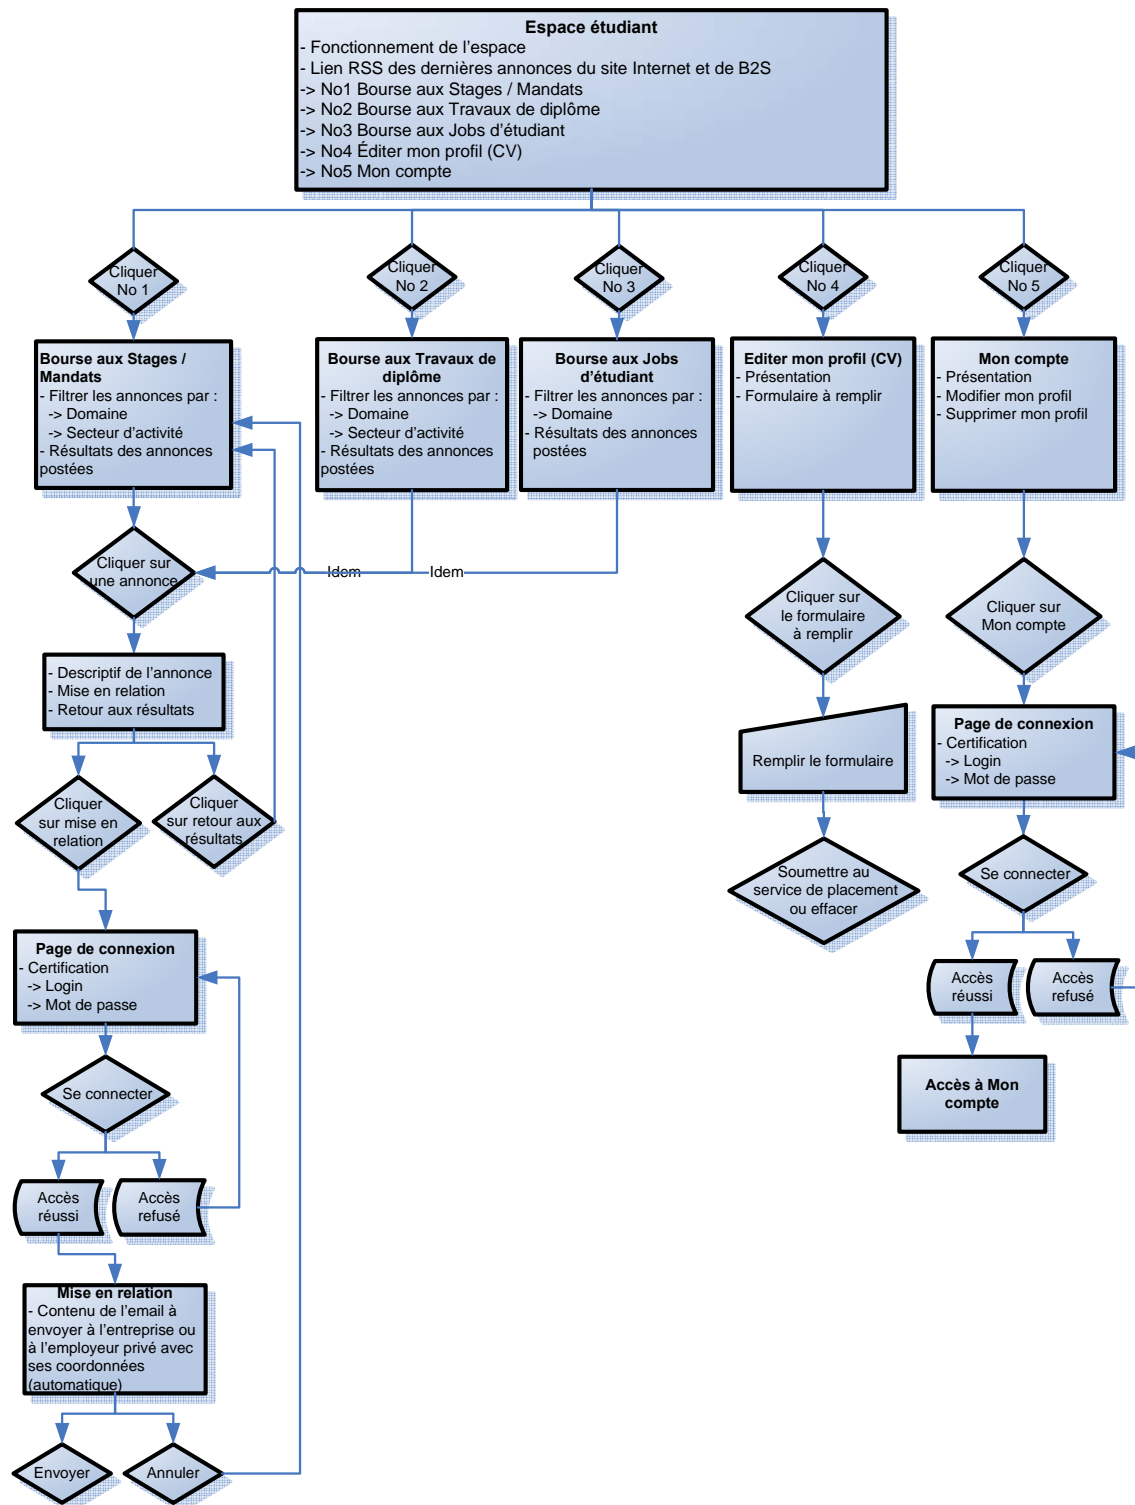 Espace étudiant
- Fonctionnement de l'espace
- Lien RSS des dernières annonces du site Internet et de B2S
-> No1 Bourse aux Stages / Mandats
-> No2 Bourse aux Travaux de diplôme
-> No3 Bourse aux Jobs d'étudiant
-> No4 Éditer mon profil (CV)
-> No5 Mon compte
Cliquer
No 1
Cliquer
No 2
Cliquer
No 3
Cliquer
No 4
Cliquer
No 5
Bourse aux Stages /
Mandats
- Filtrer les annonces par :
-> Domaine
-> Secteur d'activité
- Résultats des annonces
postées
Bourse aux Travaux de
diplôme
- Filtrer les annonces par :
-> Domaine
-> Secteur d'activité
- Résultats des annonces
postées
Bourse aux Jobs
d'étudiant
- Filtrer les annonces par :
-> Domaine
- Résultats des annonces
postées
Editer mon profil (CV)
- Présentation
- Formulaire à remplir
Mon compte
- Présentation
- Modifier mon profil
- Supprimer mon profil
Cliquer sur
une annonce
Idem
Idem
Cliquer sur
le formulaire
à remplir
Cliquer sur
Mon compte
- Descriptif de l'annonce
- Mise en relation
- Retour aux résultats
Remplir le formulaire
Page de connexion
- Certification
-> Login
-> Mot de passe
Cliquer
sur mise en
relation
Cliquer
sur retour aux
résultats
Soumettre au
service de placement
ou effacer
Se connecter
Page de connexion
- Certification
-> Login
-> Mot de passe
Accès
réussi
Accès
refusé
Se connecter
Accès à Mon
compte
Accès
réussi
Accès
refusé
Mise en relation
- Contenu de l'email à
envoyer à l'entreprise ou
à l'employeur privé avec
ses coordonnées
(automatique)
Envoyer
Annuler